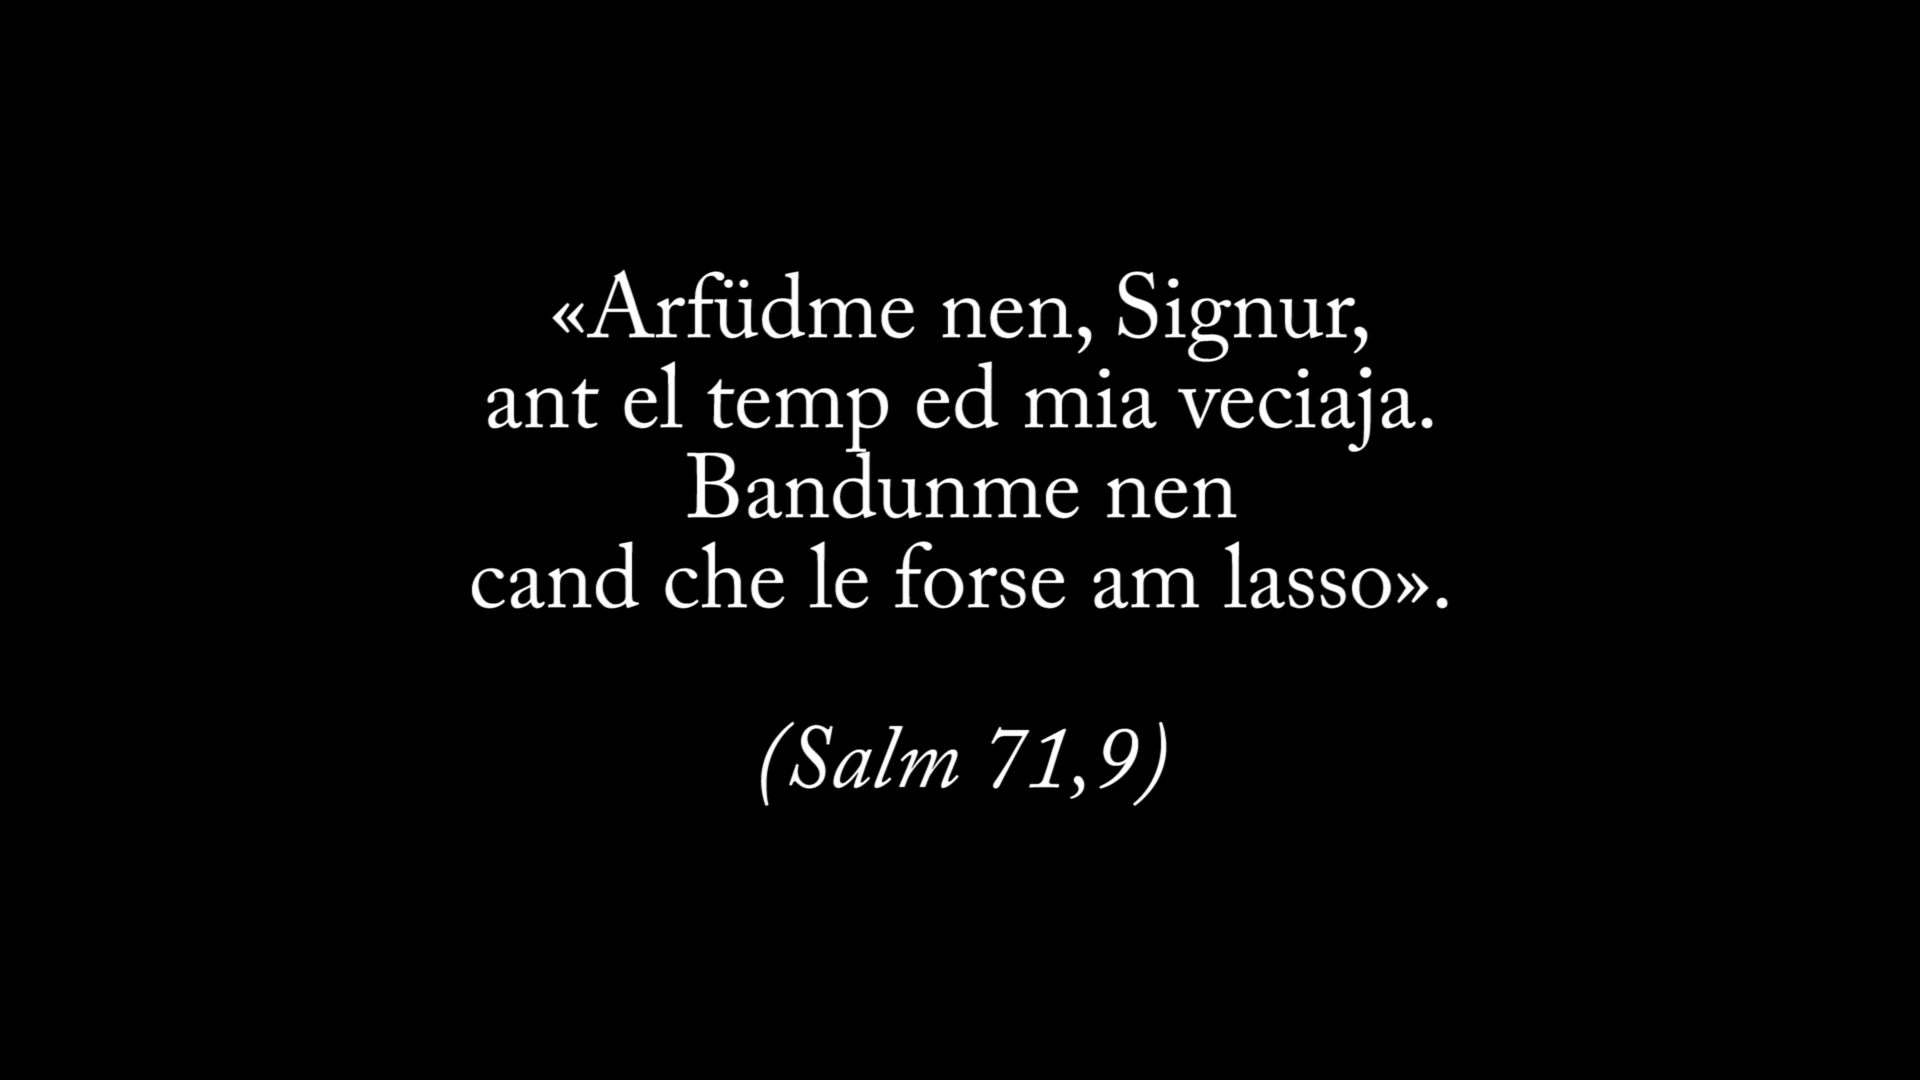 «Arfüdme nen, Signur,
ant el temp ed mia veciaja.
Bandunme nen
cand che le forse am lasso».
(Salm 71,9)